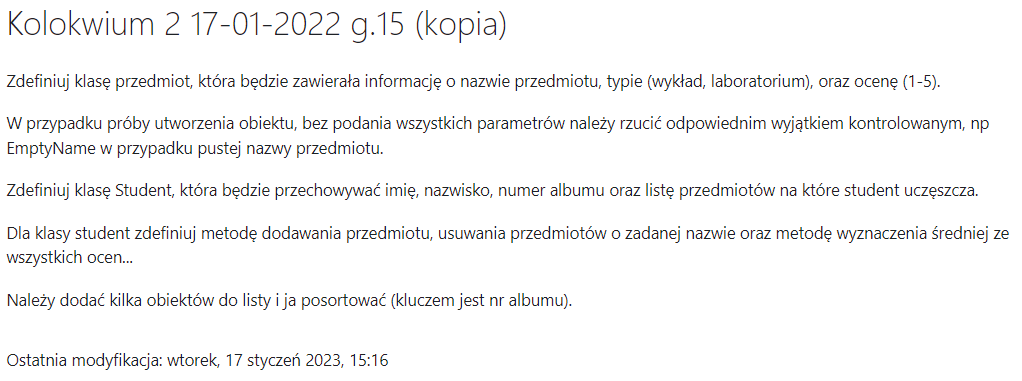 Kolokwium 2 17-01-2022 g.15 (kopia)
Zdefiniuj klasę przedmiot, która będzie zawierała informację o nazwie przedmiotu, typie (wykład, laboratorium), oraz ocenę (1-5).
W przypadku próby utworzenia obiektu, bez podania wszystkich parametrów należy rzucić odpowiednim wyjątkiem kontrolowanym, np
EmptyName w przypadku pustej nazwy przedmiotu.
Zdefiniuj klasę Student, która będzie przechowywać imię, nazwisko, numer albumu oraz listę przedmiotów na które student uczęszcza.
Dla klasy student zdefiniuj metodę dodawania przedmiotu, usuwania przedmiotów o zadanej nazwie oraz metodę wyznaczenia średniej ze
wszystkich ocen...
Należy dodać kilka obiektów do listy i ja posortować (kluczem jest nr albumu).
Ostatnia modyfikacja: wtorek, 17 styczeń 2023, 15:16